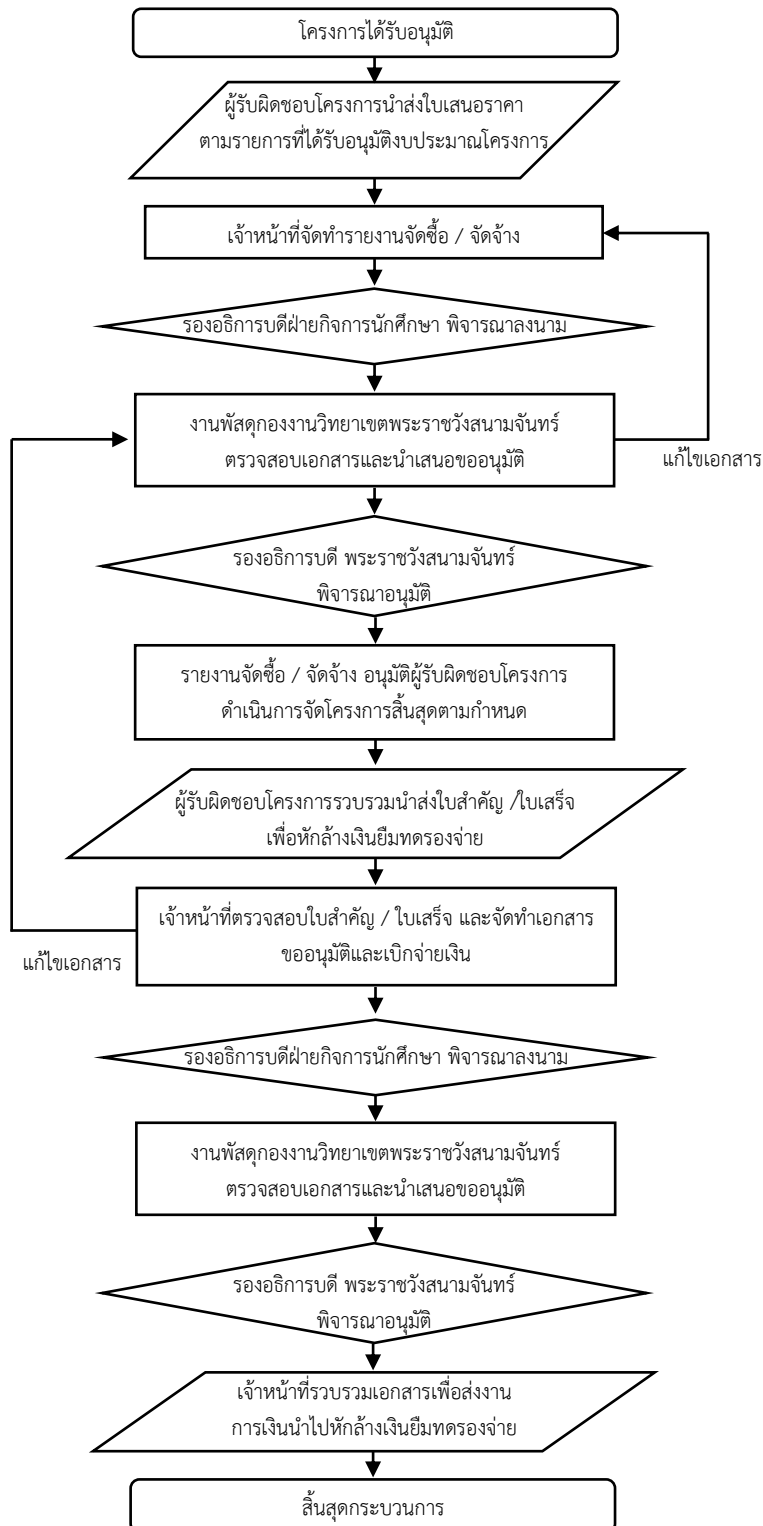 โครงการได้รับอนุมัติ
ผู้รับผิดชอบโครงการนำส่งใบเสนอราคา
ตามรายการที่ได้รับอนุมัติงบประมาณโครงการ
เจ้าหน้าที่จัดทำรายงานจัดซื้อ / จัดจ้าง
รองอธิการบดีฝ่ายกิจการนักศึกษา พิจารณาลงนาม
งานพัสดุกองงานวิทยาเขตพระราชวังสนามจันทร์
ตรวจสอบเอกสารและนำเสนอขออนุมัติ
แก้ไขเอกสาร
รองอธิการบดี พระราชวังสนามจันทร์
พิจารณาอนุมัติ
รายงานจัดซื้อ / จัดจ้าง อนุมัติผู้รับผิดชอบโครงการ
ดำเนินการจัดโครงการสิ้นสุดตามกำหนด
ผู้รับผิดชอบโครงการรวบรวมนำส่งใบสำคัญ /ใบเสร็จ
เพื่อหักล้างเงินยืมทดรองจ่าย
เจ้าหน้าที่ตรวจสอบใบสำคัญ / ใบเสร็จ และจัดทำเอกสาร
ขออนุมัติและเบิกจ่ายเงิน
แก้ไขเอกสาร
รองอธิการบดีฝ่ายกิจการนักศึกษา พิจารณาลงนาม
งานพัสดุกองงานวิทยาเขตพระราชวังสนามจันทร์
ตรวจสอบเอกสารและนำเสนอขออนุมัติ
รองอธิการบดี พระราชวังสนามจันทร์
พิจารณาอนุมัติ
เจ้าหน้าที่รวบรวมเอกสารเพื่อส่งงาน
การเงินนำไปหักล้างเงินยืมทดรองจ่าย
สิ้นสุดกระบวนการ